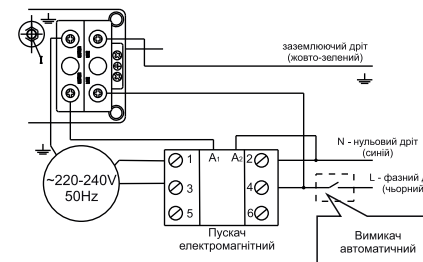 заземлюючий дріт
(жовто-зелений)
N - нульовий дріт
(синій)
L - фазний
(чорний
1 A1 A2 2
3 4
5 6
~220-240V
50Hz
Пускач
електромагнітний
Вимикач
автоматичний